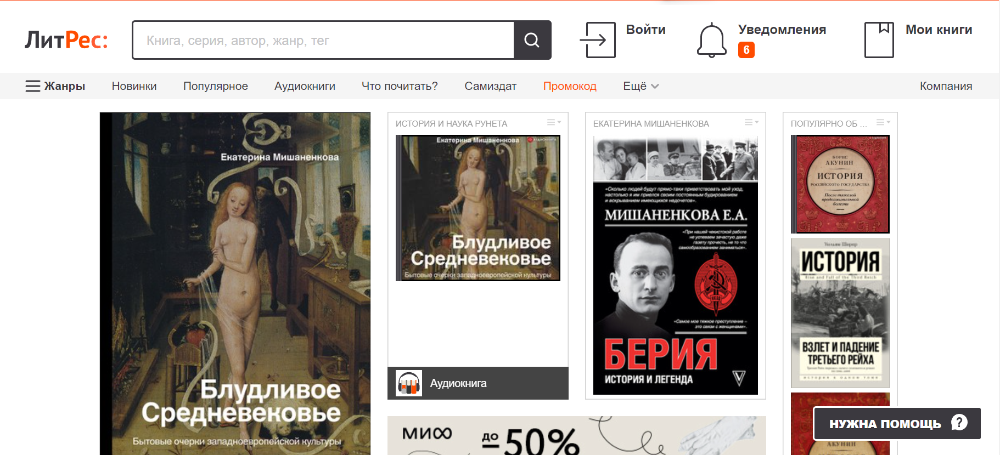 ЛитРес:
Книга, серия, автор, жанр, тег
Войти
Уведомления
6
Мои книги
Жанры
Новинки
Популярное
Аудиокниги
Что почитать?
Самиздат
Промокод
Ещё
Компания
Екатерина Мишаненкова
Блудливое
Средневековье
Бытовые очерки западноевропейской культуры
ИСТОРИЯ И НАУКА РУНЕТА
Екатерина Мишаненкова
АУДИОКНИГА
Блудливое
Средневековье
Бытовые очерки западноевропейской культуры
Аудиокнига
ЕКАТЕРИНА МИШАНЕНКОВА
«Сколько людей будут прямо-таки приветствовать мой уход,
настолько я им приелся своим постоянным будированием
и вскрыванием имеющихся недочетов».
МИШАНЕНКОВА Е.А.
«При нашей чекистской работе
не успеваем зачастую даже
газету прочесть, не то что
самообразованием заниматься».
НКВД
«Самое мое тяжкое преступление –
это связи с женщинами».
БЕРИЯ
ИСТОРИЯ И ЛЕГЕНДА
ПОПУЛЯРНО ОБ ...
БОРИС
АКУНИН
ИСТОРИЯ
РОССИЙСКОГО ГОСУДАРСТВА
После тяжелой
продолжительной
болезни
Уильям Ширер
ИСТОРИЯ
Rise and Fall of the Third Reich
ВЗЛЕТ И ПАДЕНИЕ
ТРЕТЬЕГО РЕЙХА
история в одном томе
АКУНИН
МИ∞
до 50%
НУЖНА ПОМОЩЬ
?